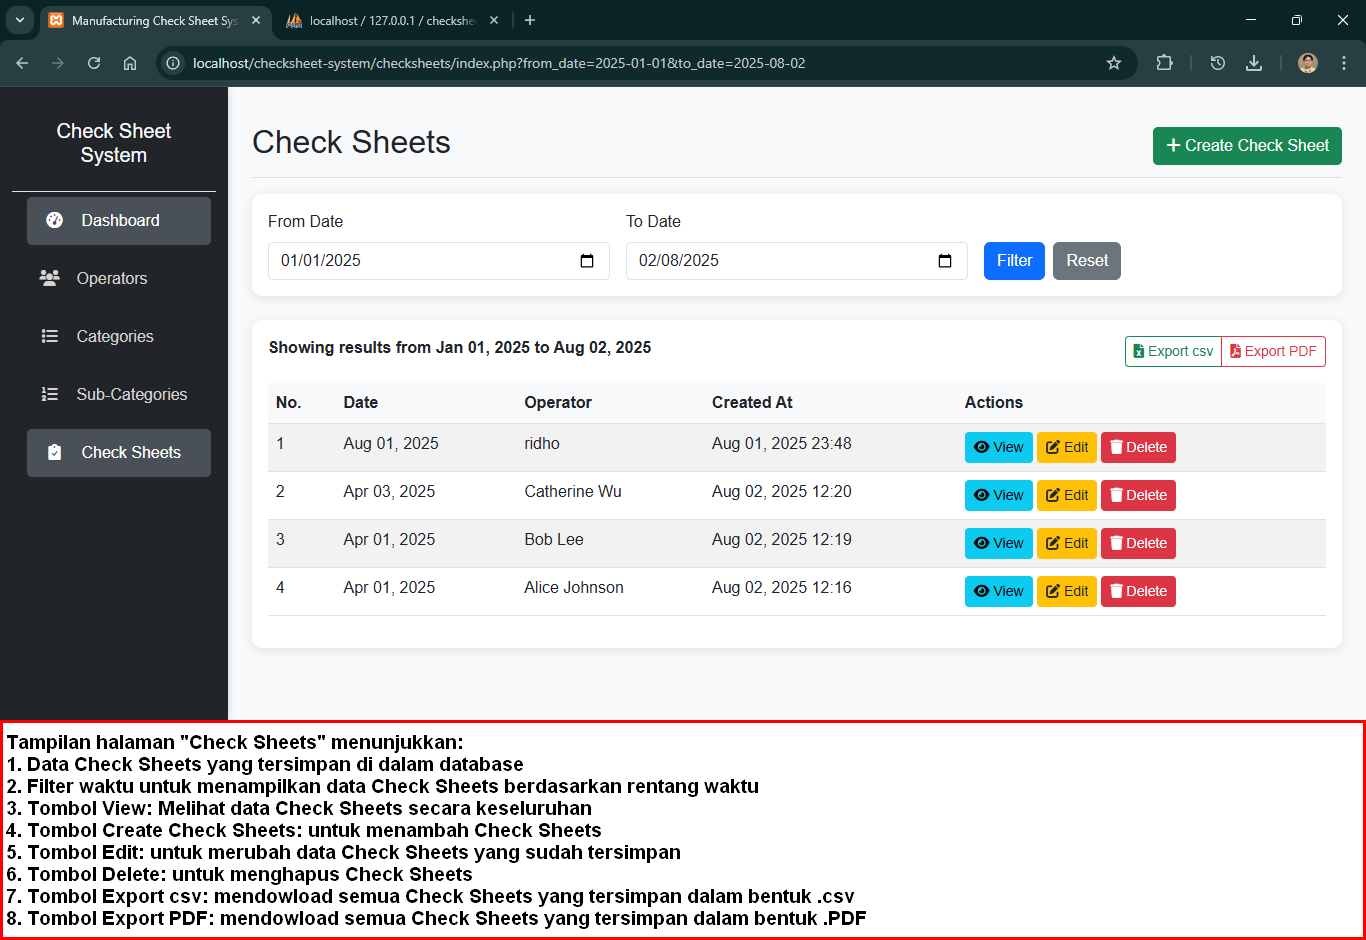 Manufacturing Check Sheet Sys
localhost / 127.0.0.1 / checkshe
localhost/checksheet-system/checksheets/index.php?from_date=2025-01-01&to_date=2025-08-02
Check Sheet
System
Dashboard
Operators
Categories
Sub-Categories
Check Sheets
Check Sheets
Create Check Sheet
From Date
To Date
01/01/2025
02/08/2025
Filter
Reset
Showing results from Jan 01, 2025 to Aug 02, 2025
Export csv
Export PDF
No. Date Operator Created At Actions
1 Aug 01, 2025 ridho Aug 01, 2025 23:48 View Edit Delete
2 Apr 03, 2025 Catherine Wu Aug 02, 2025 12:20 View Edit Delete
3 Apr 01, 2025 Bob Lee Aug 02, 2025 12:19 View Edit Delete
4 Apr 01, 2025 Alice Johnson Aug 02, 2025 12:16 View Edit Delete
Tampilan halaman "Check Sheets" menunjukkan:
1. Data Check Sheets yang tersimpan di dalam database
2. Filter waktu untuk menampilkan data Check Sheets berdasarkan rentang waktu
3. Tombol View: Melihat data Check Sheets secara keseluruhan
4. Tombol Create Check Sheets: untuk menambah Check Sheets
5. Tombol Edit: untuk merubah data Check Sheets yang sudah tersimpan
6. Tombol Delete: untuk menghapus Check Sheets
7. Tombol Export csv: mendowload semua Check Sheets yang tersimpan dalam bentuk .csv
8. Tombol Export PDF: mendowload semua Check Sheets yang tersimpan dalam bentuk .PDF